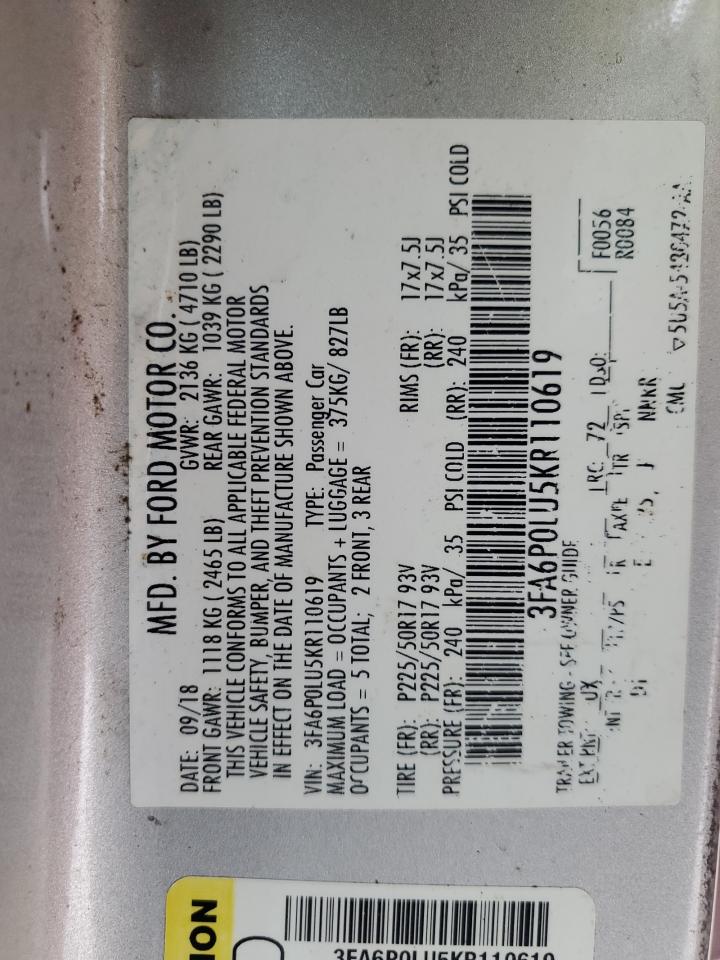 MFD. BY FORD MOTOR CO.
DATE: 09/18 GVWR: 2136 KG ( 4710 LB)
FRONT GAWR: 1118 KG ( 2465 LB) REAR GAWR: 1039 KG ( 2290 LB)
THIS VEHICLE CONFORMS TO ALL APPLICABLE FEDERAL MOTOR
VEHICLE SAFETY, BUMPER, AND THEFT PREVENTION STANDARDS
IN EFFECT ON THE DATE OF MANUFACTURE SHOWN ABOVE.
VIN: 3FA6P0LU5KR110619 TYPE: Passenger Car
MAXIMUM LOAD = OCCUPANTS + LUGGAGE = 375KG/ 827LB
OCCUPANTS = 5 TOTAL; 2 FRONT, 3 REAR
TIRE (FR): P225/50R17 93V RIMS (FR): 17x7.5J
(RR): P225/50R17 93V (RR): 17x7.5J
PRESSURE (FR): 240 kPa/ 35 PSI COLD (RR): 240 kPa/ 35 PSI COLD
3FA6P0LU5KR110619
TRAILER TOWING - SEE OWNER GUIDE
EXT PNT: UX RC: 72 DSO:
F0056
R0084
3FA6P0LU5KR110619